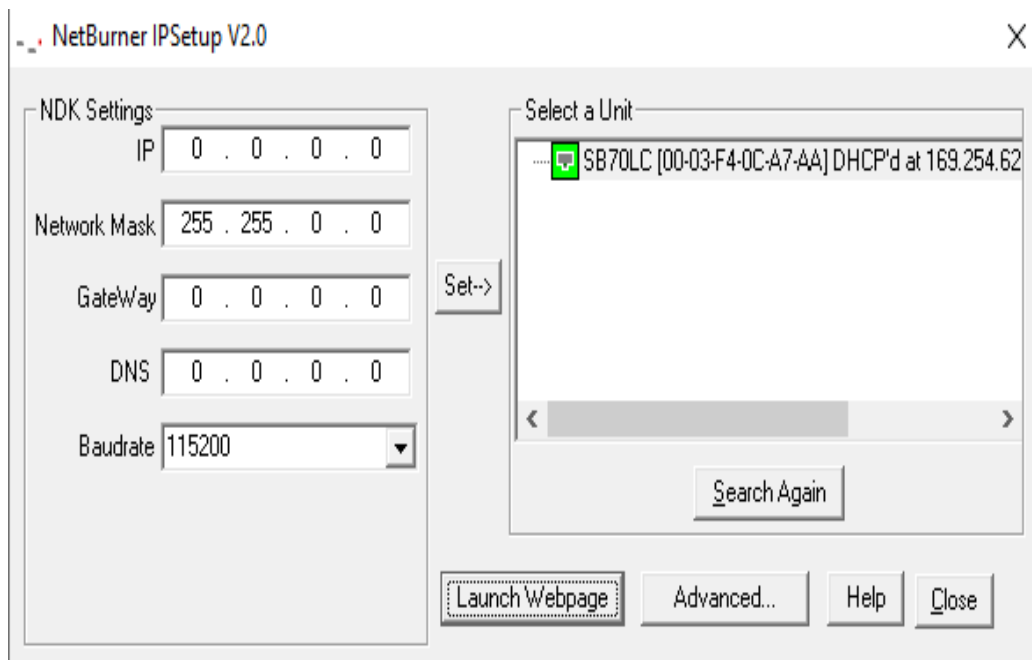 NetBurner IPSetup V2.0
NDK Settings
IP 0 . 0 . 0 . 0
Network Mask 255 . 255 . 0 . 0
GateWay 0 . 0 . 0 . 0
DNS 0 . 0 . 0 . 0
Baudrate 115200
Set-->
Select a Unit
SB70LC [00-03-F4-0C-A7-AA] DHCP'd at 169.254.62
Search Again
Launch Webpage
Advanced...
Help
Close